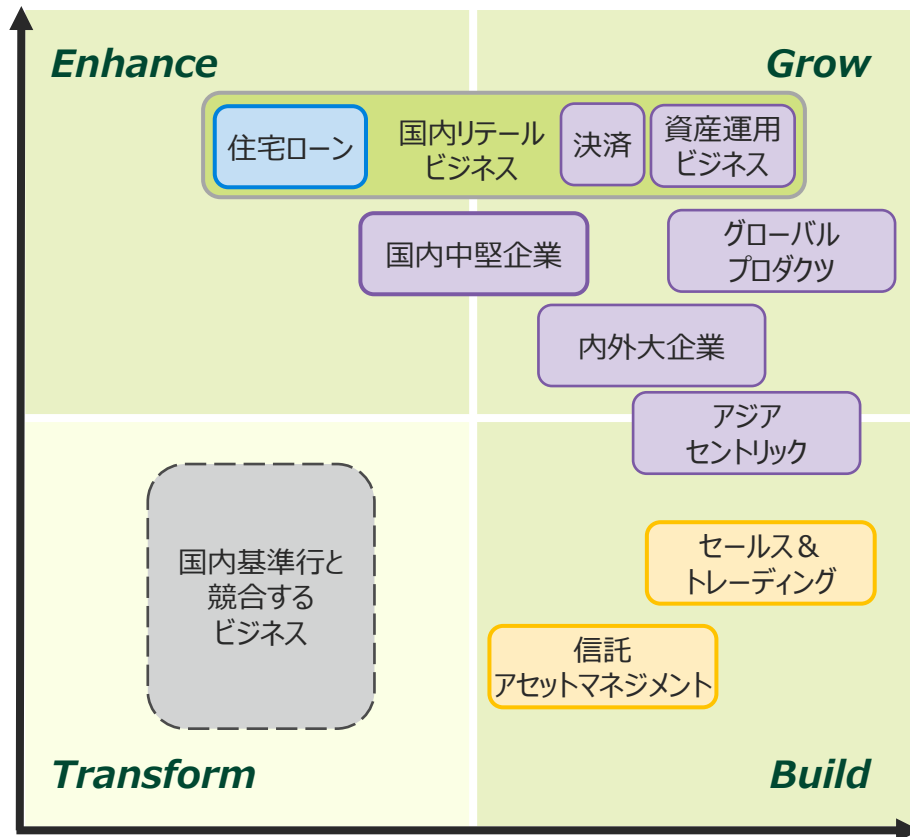 Enhance
Grow
住宅ローン
国内リテール
ビジネス
決済
資産運用
ビジネス
国内中堅企業
グローバル
プロダクツ
内外大企業
アジア
セントリック
国内基準行と
競合する
ビジネス
セールス＆
トレーディング
信託
アセットマネジメント
Transform
Build